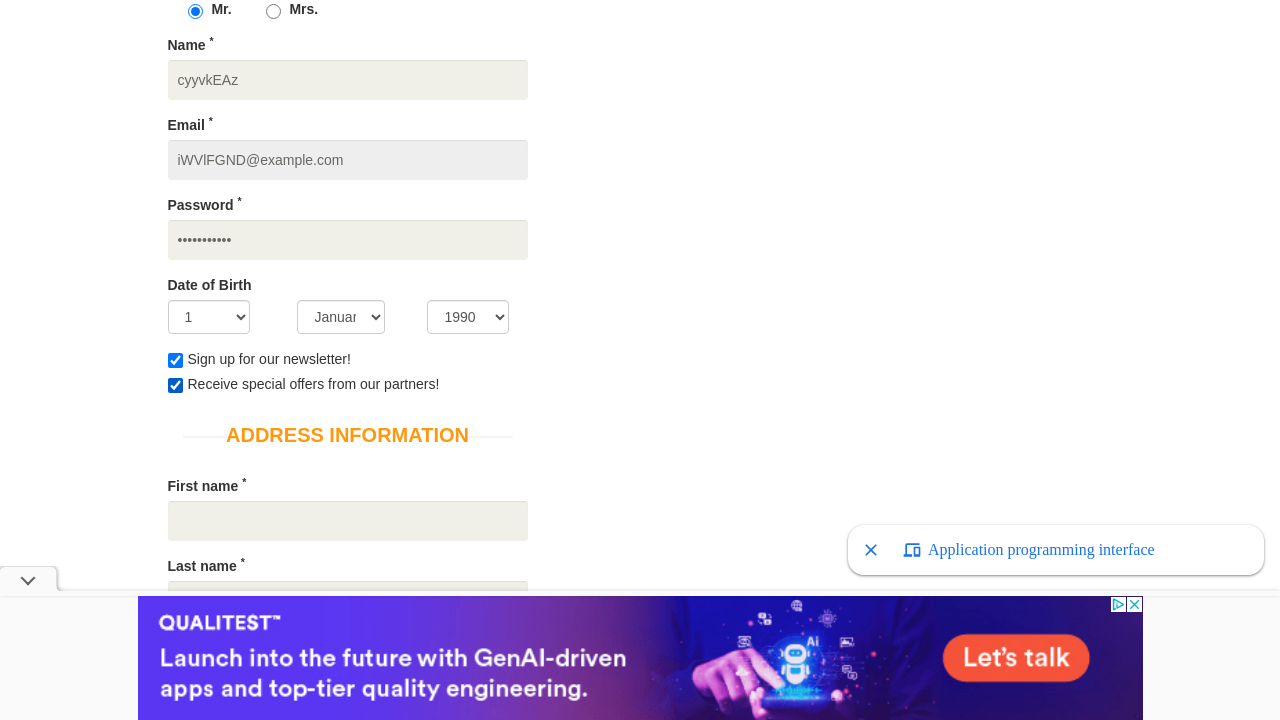 Mr. Mrs.
Name *
cyyvkEAz
Email *
iWVlFGND@example.com
Password *
•••••••••••
Date of Birth
1 Januar 1990
Sign up for our newsletter!
Receive special offers from our partners!
ADDRESS INFORMATION
First name *
Application programming interface
Last name *
QUALITEST™
Launch into the future with GenAI-driven
apps and top-tier quality engineering.
Ai
Let's talk